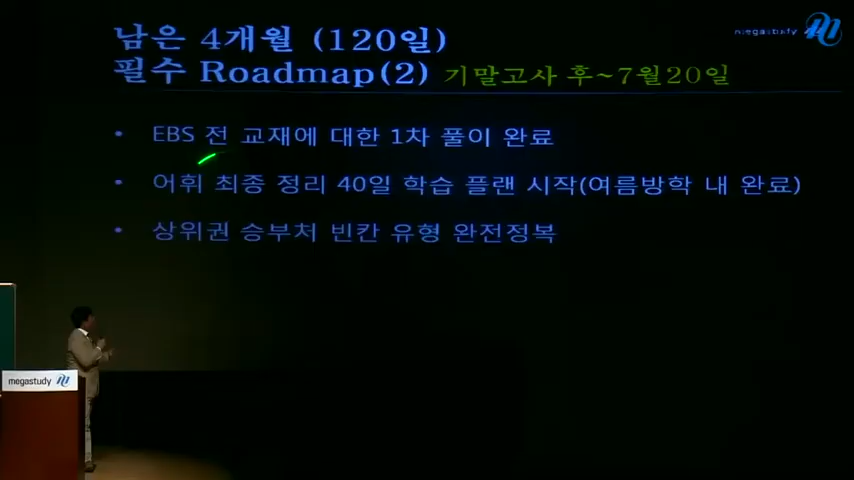 남은 4개월 (120일)
필수 Roadmap(2) 기말고사 후~7월20일
megastudy
• EBS 전 교재에 대한 1차 풀이 완료
• 어휘 최종 정리 40일 학습 플랜 시작(여름방학 내 완료)
• 상위권 승부처 빈칸 유형 완전정복
megastudy